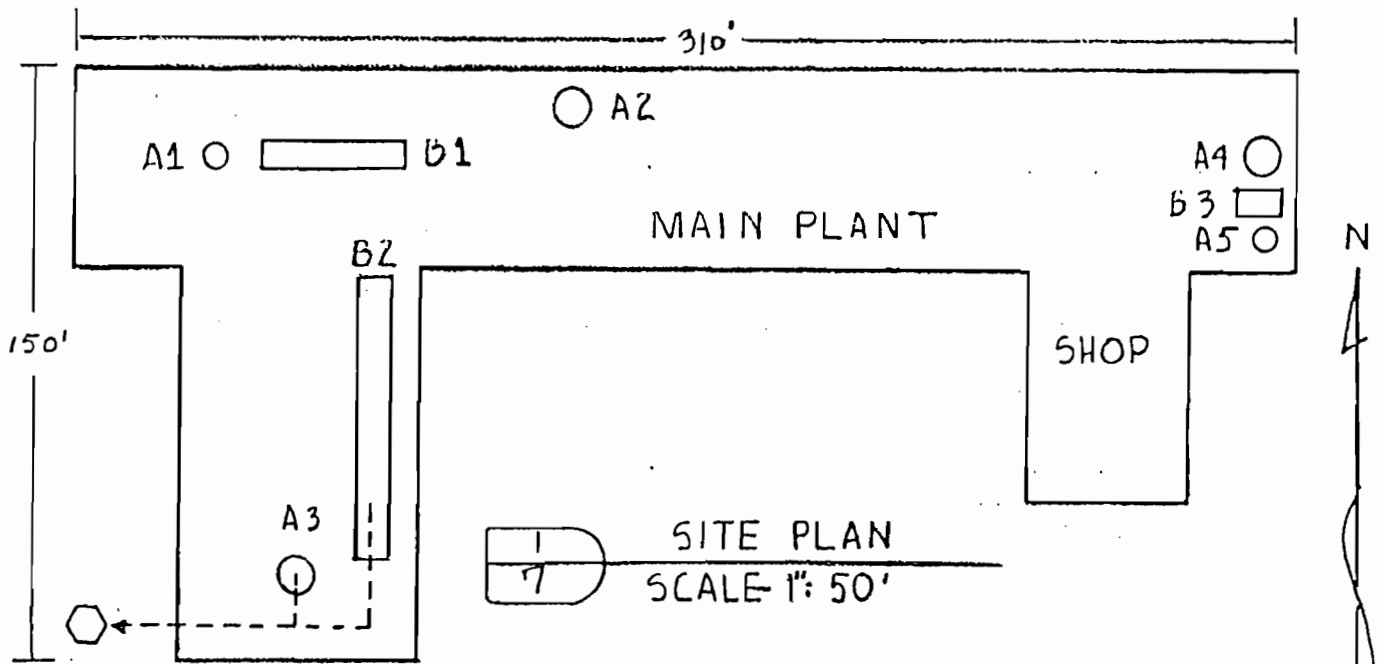 310'
A2
A1
B1
A4
B3
MAIN PLANT
A5
N
B2
150'
SHOP
A3
1
7
SITE PLAN
SCALE 1": 50'